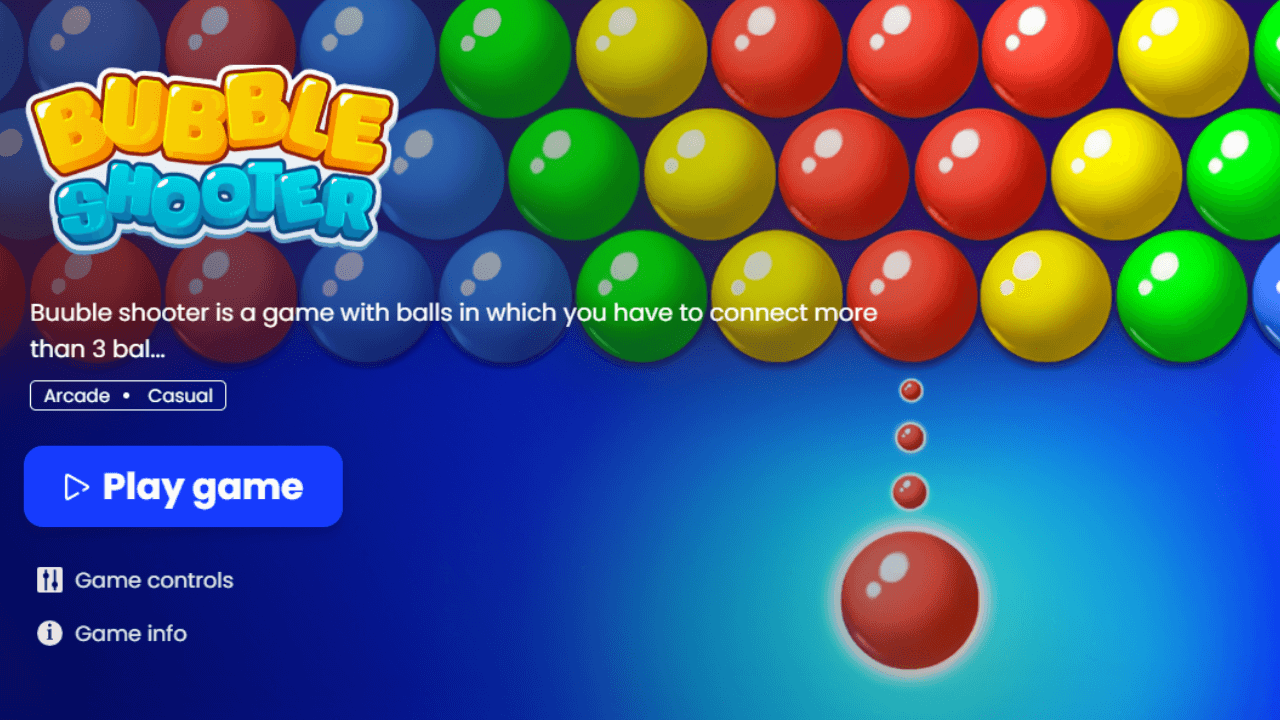 BUBBLE
SHOOTER
Buuble shooter is a game with balls in which you have to connect more
than 3 bal...
Arcade • Casual
Play game
Game controls
Game info